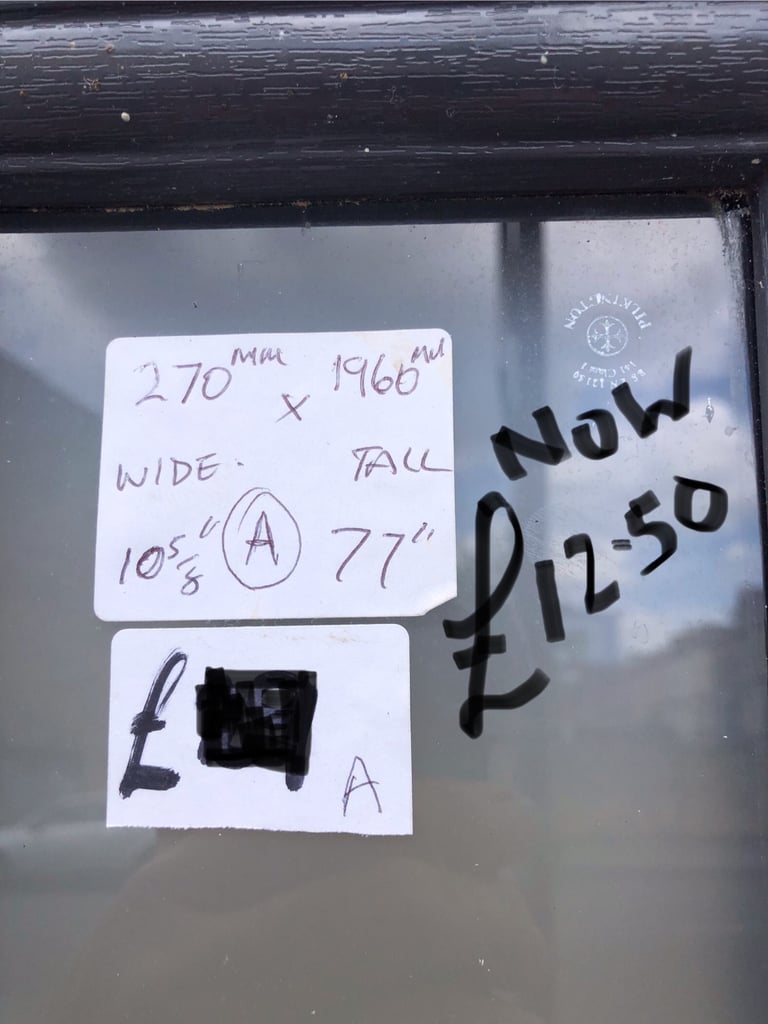 270mm x 1960mm
WIDE. TALL
10 5/8" A 77"
£
A
NOW
£12-50
PILKINGTON